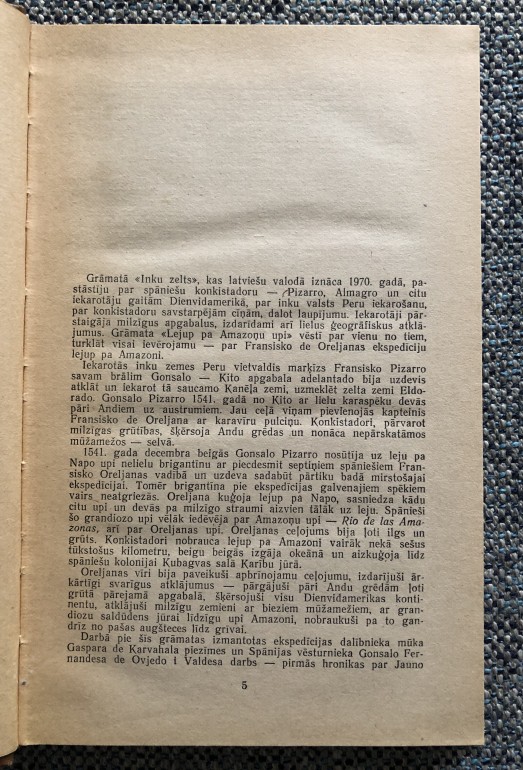 Grāmatā «Inku zelts», kas latviešu valodā iznāca 1970. gadā, pa-
stāstīju par spāniešu konkistadoru — Pizarro, Almagro un citu
iekarotāju gaitām Dienvidamerikā, par inku valsts Peru iekarošanu,
par konkistadoru savstarpējām cīņām, dalot laupījumu. Iekarotāji pār-
staigāja milzīgus apgabalus, izdarīdami arī lielus ģeogrāfiskus atklā-
jumus. Grāmata «Lejup pa Amazoņu upi» vēstī par vienu no tiem,
turklāt visai ievērojamu — par Fransisko de Oreljanas ekspedīciju
lejup pa Amazoni.
Iekarotās inku zemes Peru vietvaldis marķīzs Fransisko Pizarro
savam brālim Gonsalo — Kito apgabala adelantado bija uzdevis
atklāt un iekarot tā saucamo Kanēļa zemi, uzmeklēt zelta zemi Eldo-
rado. Gonsalo Pizarro 1541. gadā no Kito ar lielu karaspēku devās
pāri Andiem uz austrumiem. Jau ceļā viņam pievienojās kapteinis
Fransisko de Oreljana ar karavīru pulciņu. Konkistadori, pārvarot
milzīgas grūtības, šķērsoja Andu grēdas un nonāca nepārskatāmos
mūžamežos — selvā.
1541. gada decembra beigās Gonsalo Pizarro nosūtīja uz leju pa
Napo upi nelielu brigantīnu ar piecdesmit septiņiem spāniešiem Fran-
sisko Oreljanas vadībā un uzdeva sadabūt pārtiku badā mirstošajai
ekspedīcijai. Tomēr brigantīna pie ekspedīcijas galvenajiem spēkiem
vairs neatgriezās. Oreljana kuģoja lejup pa Napo, sasniedza kādu
citu upi un devās pa milzīgo straumi aizvien tālāk uz leju. Spānieši
šo grandiozo upi vēlāk iedēvēja par Amazoņu upi — Rio de las Ama-
zonas, arī par Oreljanas upi. Oreljanas ceļojums bija ļoti ilgs un
grūts. Konkistadori nobrauca lejup pa Amazoni vairāk nekā sešus
tūkstošus kilometru, beigu beigās izgāja okeānā un aizkuģoja līdz
spāniešu kolonijai Kubagvas salā Karību jūrā.
Oreljanas vīri bija paveikuši apbrīnojamu ceļojumu, izdarījuši ār-
kārtīgi svarīgus atklājumus — pārgājuši pāri Andu grēdām ļoti
grūtā pārejamā apgabalā, šķērsojuši visu Dienvidamerikas konti-
nentu, atklājuši milzīgu zemieni ar bieziem mūžamežiem, ar gran-
diozu saldūdens jūrai līdzīgu upi Amazoni, nobraukuši pa to gan-
drīz no pašas augšteces līdz grīvai.
Darbā pie šīs grāmatas izmantotas ekspedīcijas dalībnieka mūka
Gaspara de Karvahala piezīmes un Spānijas vēsturnieka Gonsalo Fer-
nandesa de Ovjedo i Valdesa darbs — pirmās hronikas par Jauno
5